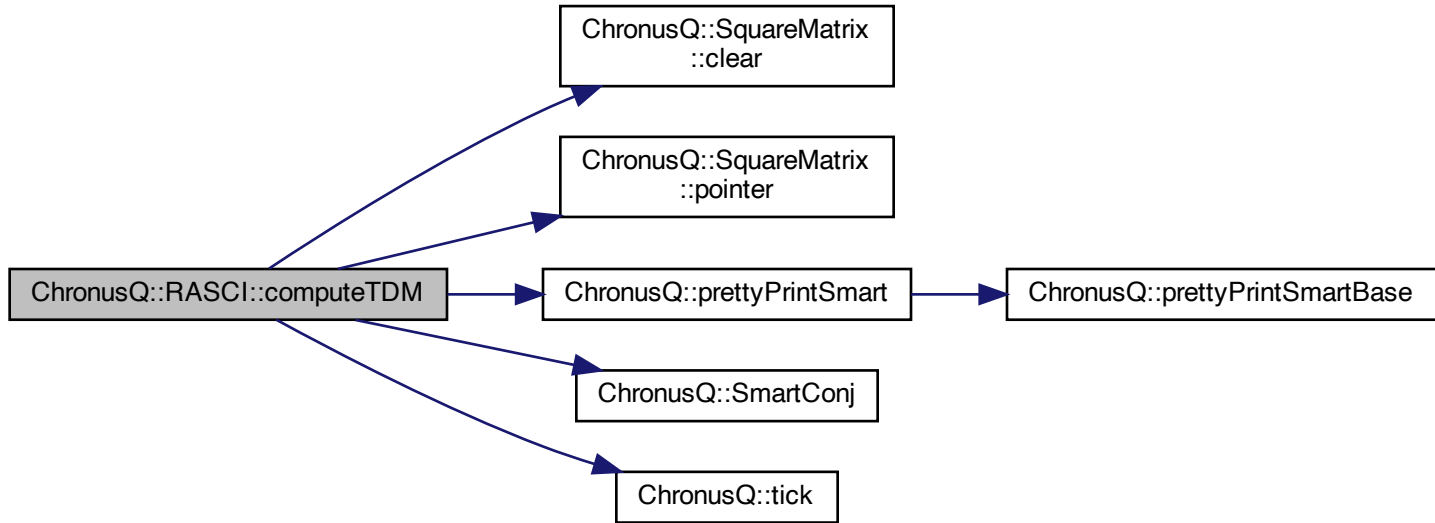 ChronusQ::SquareMatrix
::clear
ChronusQ::SquareMatrix
::pointer
ChronusQ::RASCI::computeTDM
ChronusQ::prettyPrintSmart
ChronusQ::prettyPrintSmartBase
ChronusQ::SmartConj
ChronusQ::tick